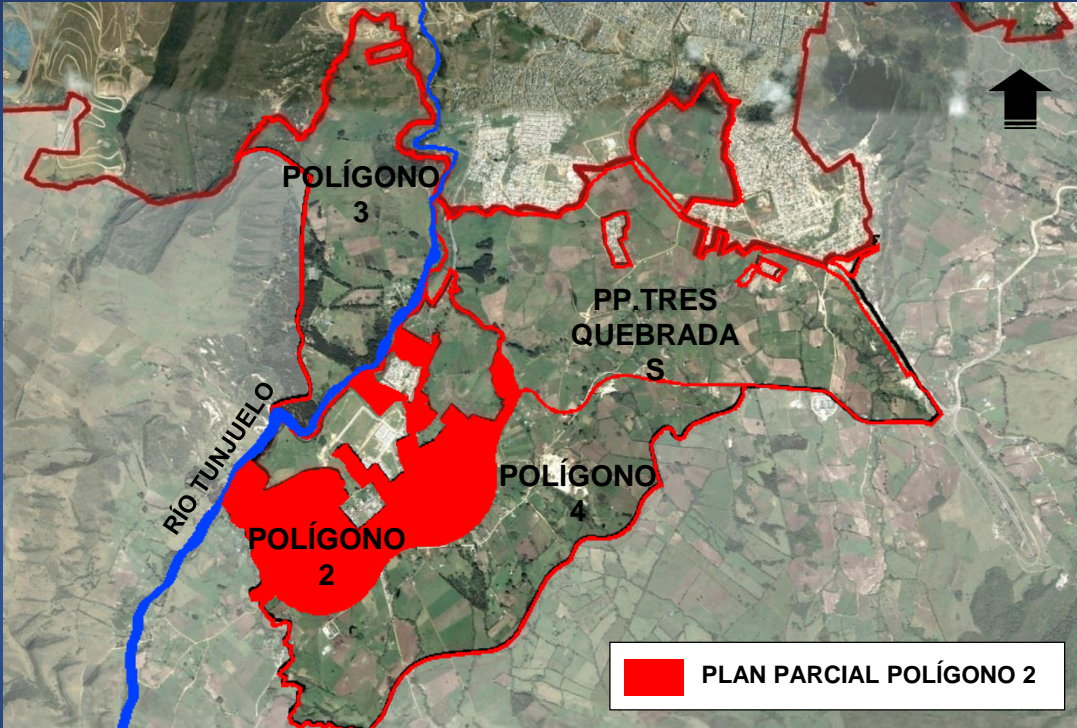 POLÍGONO
3
PP.TRES
QUEBRADA
S
RÍO TUNJUELO
POLÍGONO
4
POLÍGONO
2
PLAN PARCIAL POLÍGONO 2